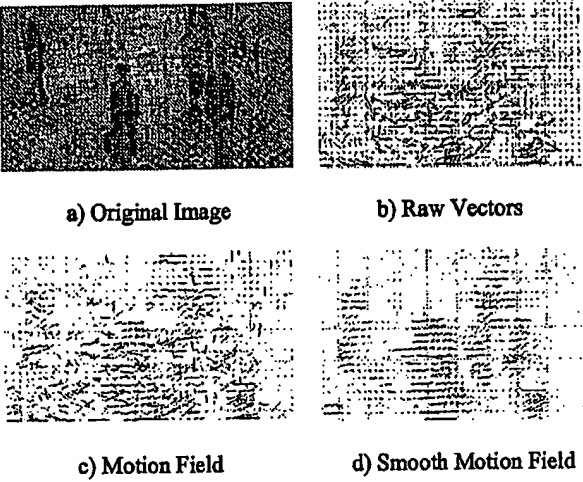 a) Original Image
b) Raw Vectors
c) Motion Field
d) Smooth Motion Field